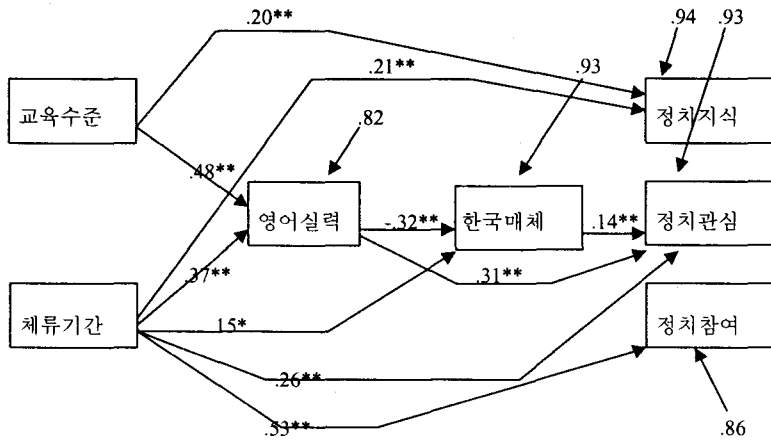 .20**
.94
.93
.21**
.93
교육수준
정치지식
.82
.48**
영어실력
-.32**
한국매체
.14**
정치관심
.37**
.31**
체류기간
.15*
정치참여
.26**
.53**
.86